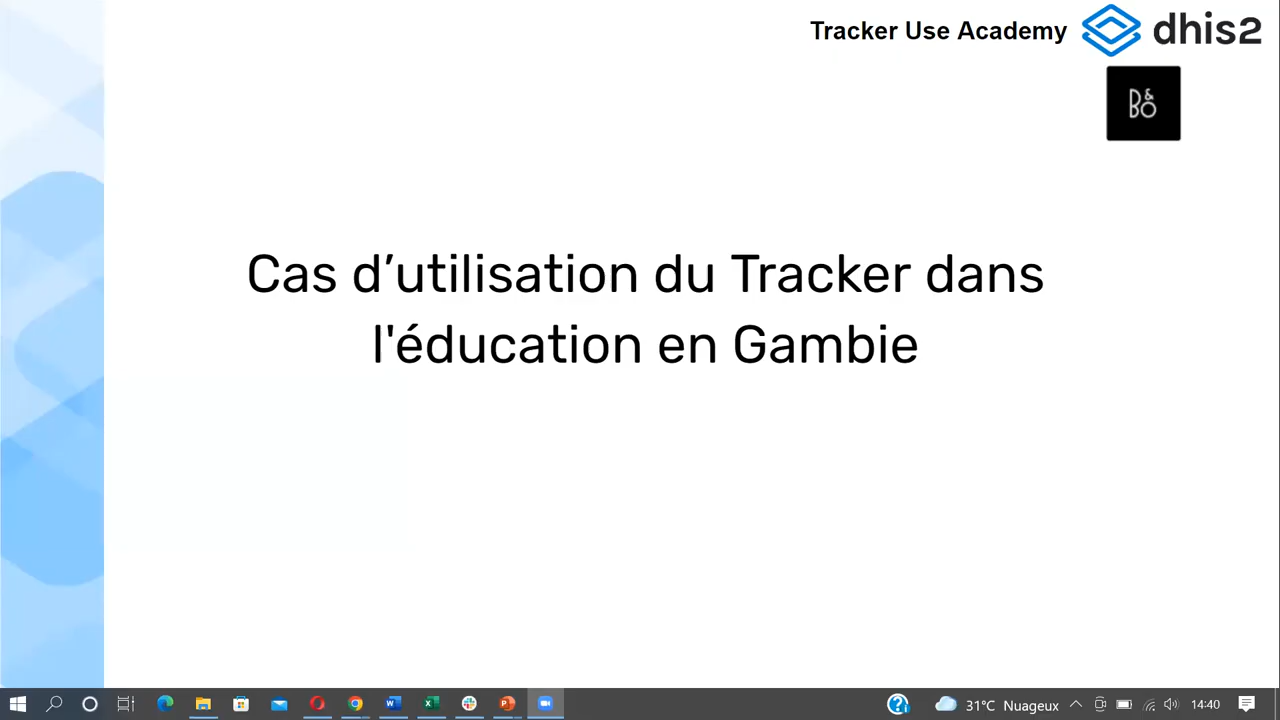 Tracker Use Academy dhis2
B&O
Cas d’utilisation du Tracker dans
l'éducation en Gambie
31°C Nuageux 14:40